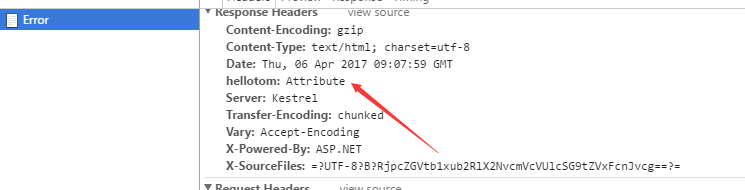 Error
Response Headers view source
Content-Encoding: gzip
Content-Type: text/html; charset=utf-8
Date: Thu, 06 Apr 2017 09:07:59 GMT
hellotom: Attribute
Server: Kestrel
Transfer-Encoding: chunked
Vary: Accept-Encoding
X-Powered-By: ASP.NET
X-SourceFiles: =?UTF-8?B?RjpcZGVtb1xub2RlX2NvcmVcVUlcSG9tZVxFcnJvcg==?=
Request Headers view source